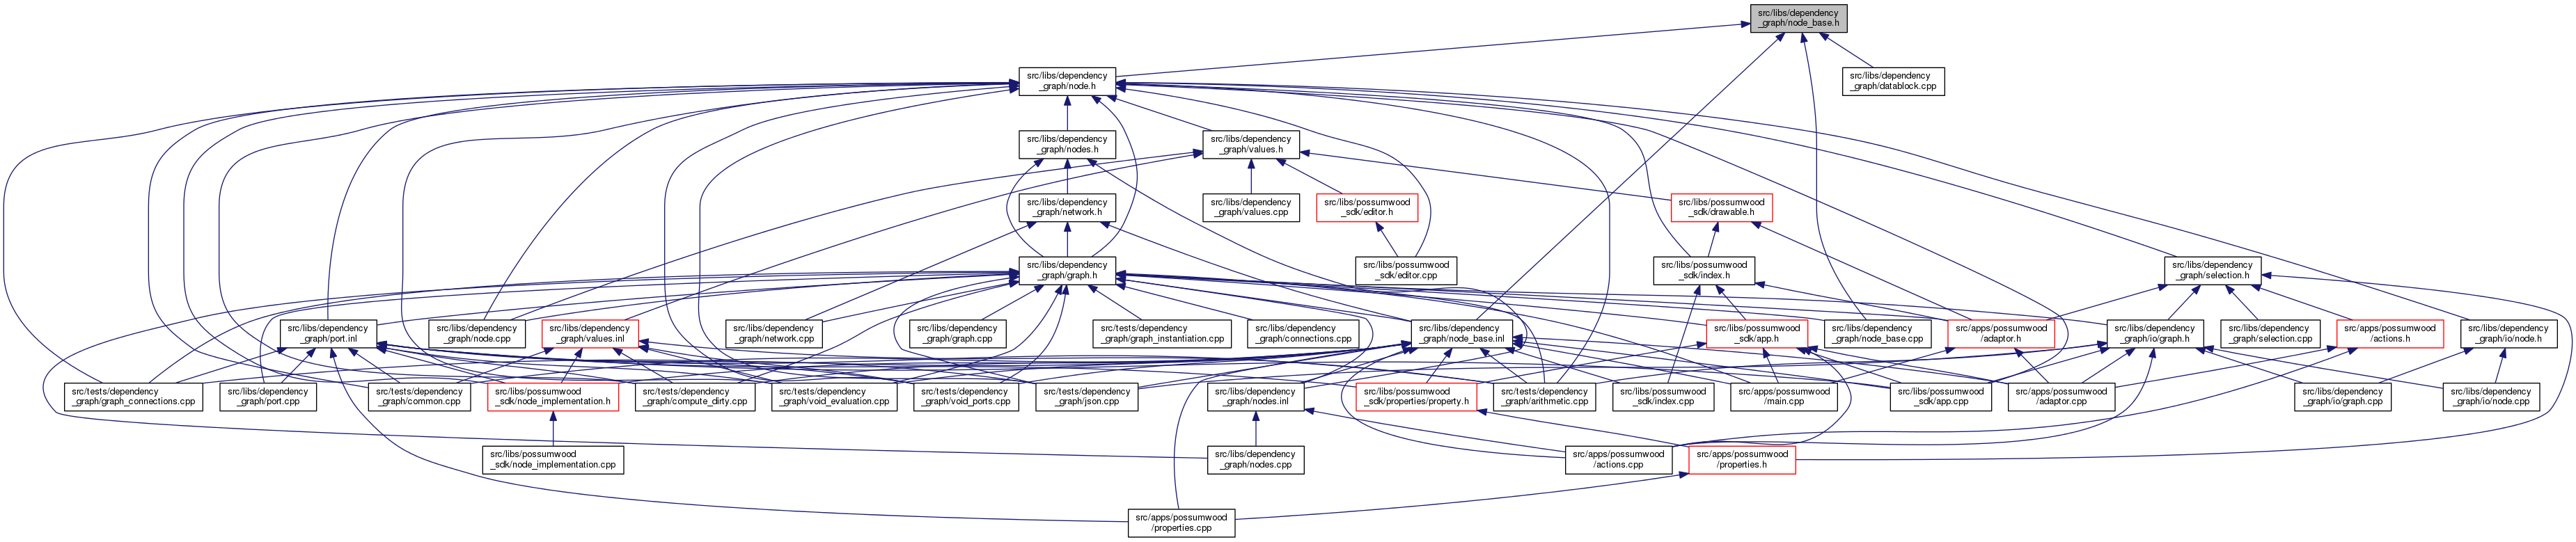 src/libs/dependency
_graph/node_base.h
src/libs/dependency
_graph/node.h
src/libs/dependency
_graph/datablock.cpp
src/libs/dependency
_graph/nodes.h
src/libs/dependency
_graph/values.h
src/libs/dependency
_graph/network.h
src/libs/dependency
_graph/values.cpp
src/libs/possumwood
_sdk/editor.h
src/libs/possumwood
_sdk/drawable.h
src/libs/dependency
_graph/graph.h
src/libs/possumwood
_sdk/editor.cpp
src/libs/possumwood
_sdk/index.h
src/libs/dependency
_graph/selection.h
src/libs/dependency
_graph/port.inl
src/libs/dependency
_graph/node.cpp
src/libs/dependency
_graph/values.inl
src/libs/dependency
_graph/network.cpp
src/libs/dependency
_graph/graph.cpp
src/tests/dependency
_graph/graph_instantiation.cpp
src/libs/dependency
_graph/connections.cpp
src/libs/dependency
_graph/node_base.inl
src/libs/possumwood
_sdk/app.h
src/libs/dependency
_graph/node_base.cpp
src/apps/possumwood
/adaptor.h
src/libs/dependency
_graph/io/graph.h
src/libs/dependency
_graph/selection.cpp
src/apps/possumwood
/actions.h
src/libs/dependency
_graph/io/node.h
src/tests/dependency
_graph/graph_connections.cpp
src/libs/dependency
_graph/port.cpp
src/tests/dependency
_graph/common.cpp
src/libs/possumwood
_sdk/node_implementation.h
src/tests/dependency
_graph/compute_dirty.cpp
src/tests/dependency
_graph/void_evaluation.cpp
src/tests/dependency
_graph/void_ports.cpp
src/tests/dependency
_graph/json.cpp
src/libs/dependency
_graph/nodes.inl
src/libs/possumwood
_sdk/properties/property.h
src/tests/dependency
_graph/arithmetic.cpp
src/libs/possumwood
_sdk/index.cpp
src/apps/possumwood
/main.cpp
src/libs/possumwood
_sdk/app.cpp
src/apps/possumwood
/adaptor.cpp
src/libs/dependency
_graph/io/graph.cpp
src/libs/dependency
_graph/io/node.cpp
src/libs/possumwood
_sdk/node_implementation.cpp
src/libs/dependency
_graph/nodes.cpp
src/apps/possumwood
/actions.cpp
src/apps/possumwood
/properties.h
src/apps/possumwood
/properties.cpp